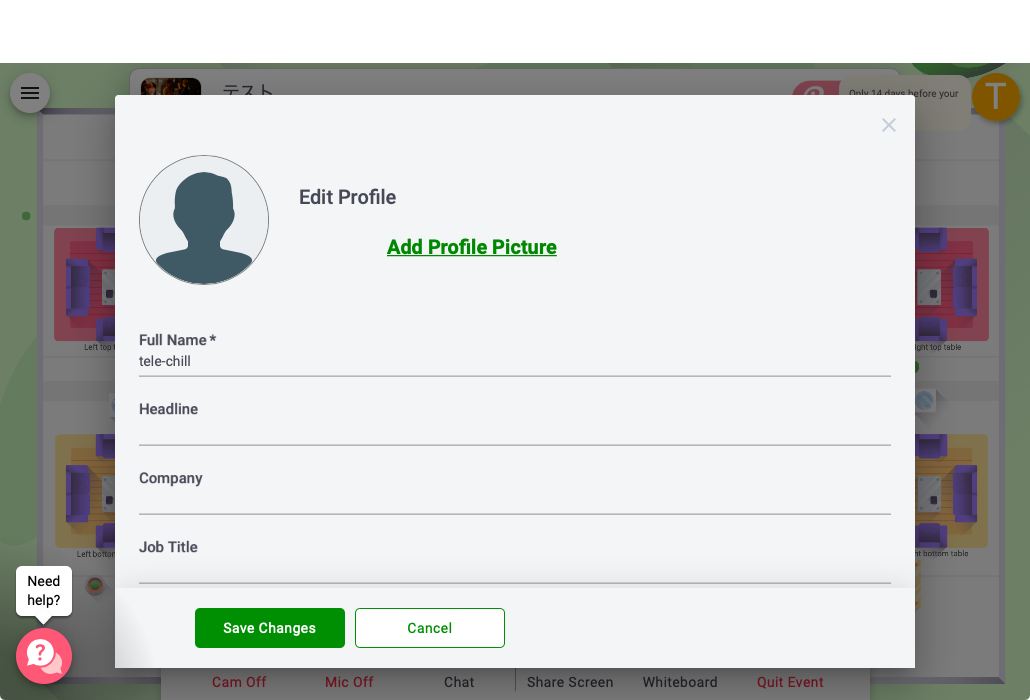 テスト
Only 14 days before your
T
Edit Profile
Add Profile Picture
Full Name *
tele-chill
Headline
Company
Job Title
Left top
ght top table
Left bottom
t bottom table
Need
help?
Save Changes
Cancel
Cam Off
Mic Off
Chat
Share Screen
Whiteboard
Quit Event